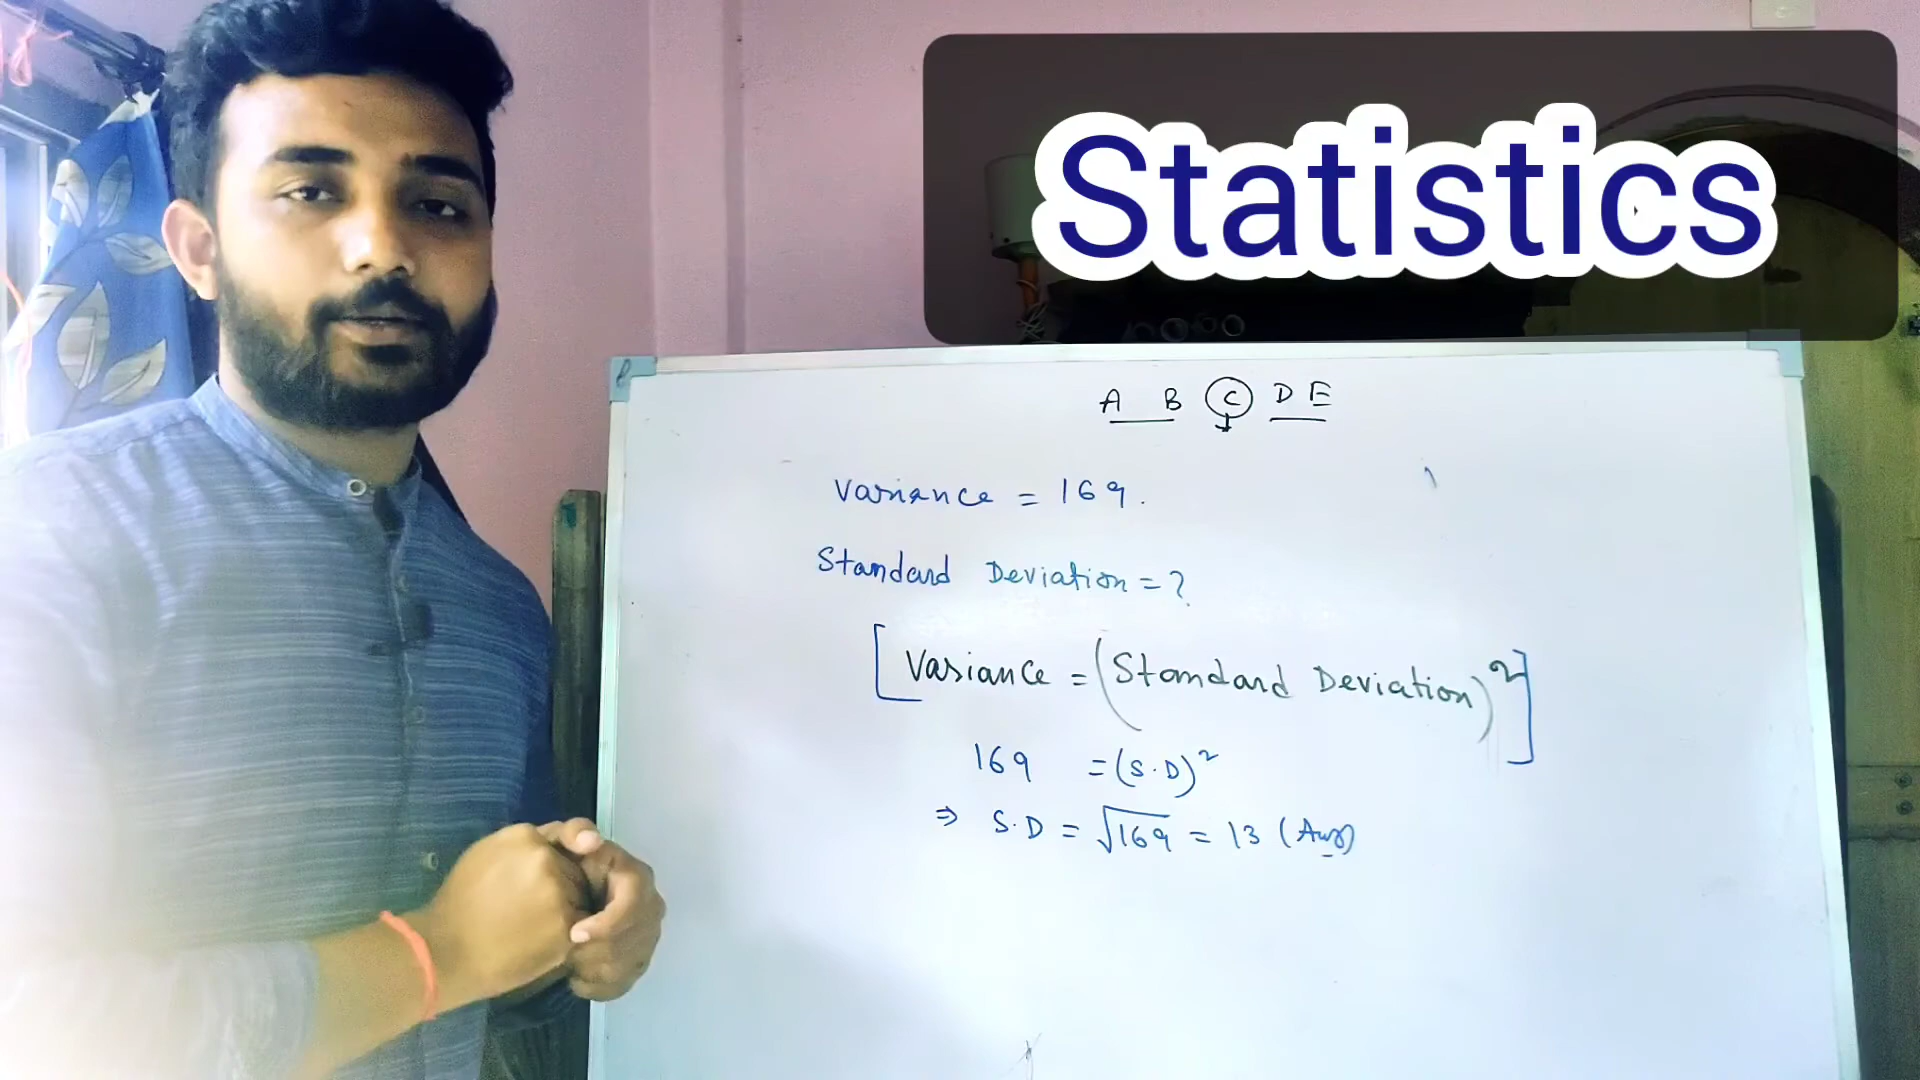 Statistics
A B C D E
Variance = 169.
Standard Deviation = ?
[Variance = (Standard Deviation)²]
169 = (S.D)²
⇒ S.D = √169 = 13 (Ans)